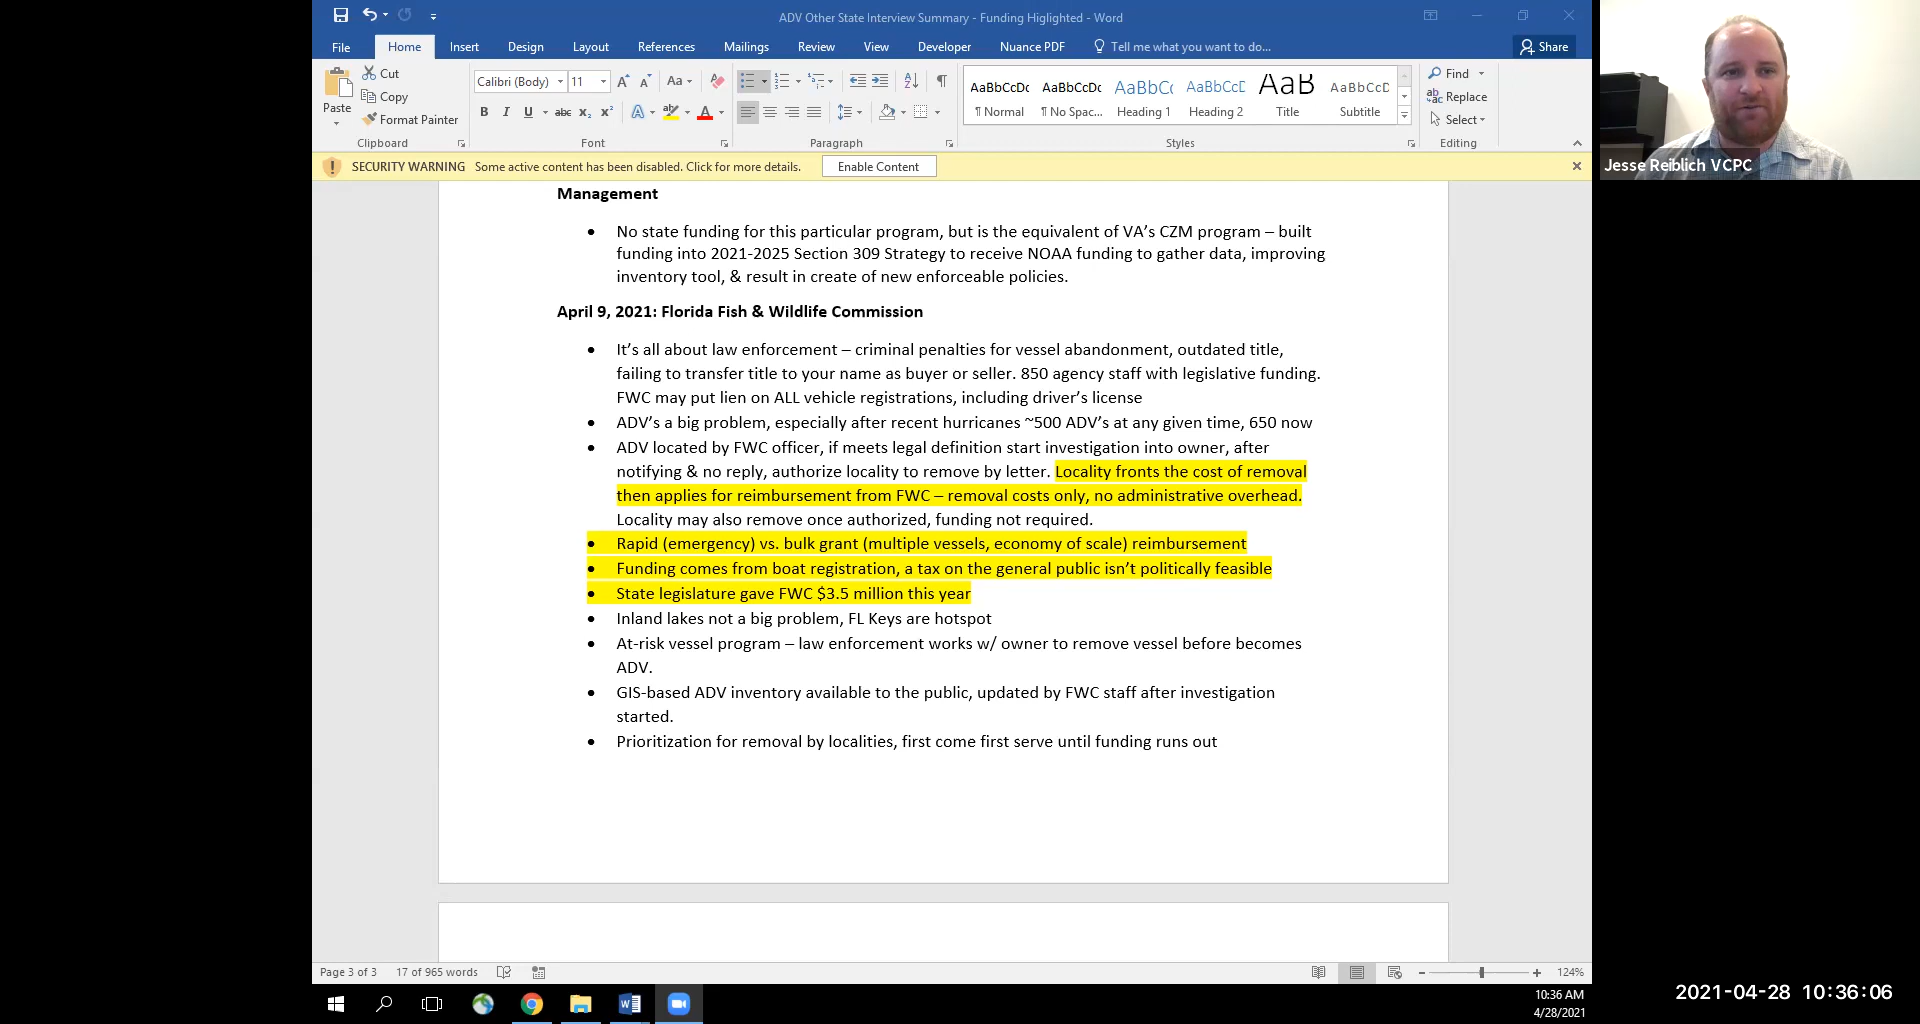 ADV Other State Interview Summary - Funding Higlighted - Word
File Home Insert Design Layout References Mailings Review View Developer Nuance PDF Tell me what you want to do... Share
Paste
Cut
Copy
Format Painter
Clipboard
Calibri (Body) 11
Aa
B I U abc x₂ x²
A
A
Font
Paragraph
AaBbCcDc AaBbCcDc AaBbCc AaBbCcD AaB AaBbCcD
¶ Normal ¶ No Spac... Heading 1 Heading 2 Title Subtitle
Styles
Find
Replace
Select
Editing
SECURITY WARNING Some active content has been disabled. Click for more details. Enable Content
Jesse Reiblich VCPC
Management
• No state funding for this particular program, but is the equivalent of VA’s CZM program – built
funding into 2021-2025 Section 309 Strategy to receive NOAA funding to gather data, improving
inventory tool, & result in create of new enforceable policies.
April 9, 2021: Florida Fish & Wildlife Commission
• It’s all about law enforcement – criminal penalties for vessel abandonment, outdated title,
failing to transfer title to your name as buyer or seller. 850 agency staff with legislative funding.
FWC may put lien on ALL vehicle registrations, including driver’s license
• ADV’s a big problem, especially after recent hurricanes ~500 ADV’s at any given time, 650 now
• ADV located by FWC officer, if meets legal definition start investigation into owner, after
notifying & no reply, authorize locality to remove by letter. Locality fronts the cost of removal
then applies for reimbursement from FWC – removal costs only, no administrative overhead.
Locality may also remove once authorized, funding not required.
• Rapid (emergency) vs. bulk grant (multiple vessels, economy of scale) reimbursement
• Funding comes from boat registration, a tax on the general public isn’t politically feasible
• State legislature gave FWC $3.5 million this year
• Inland lakes not a big problem, FL Keys are hotspot
• At-risk vessel program – law enforcement works w/ owner to remove vessel before becomes
ADV.
• GIS-based ADV inventory available to the public, updated by FWC staff after investigation
started.
• Prioritization for removal by localities, first come first serve until funding runs out
Page 3 of 3 17 of 965 words 124%
10:36 AM
4/28/2021
2021-04-28 10:36:06